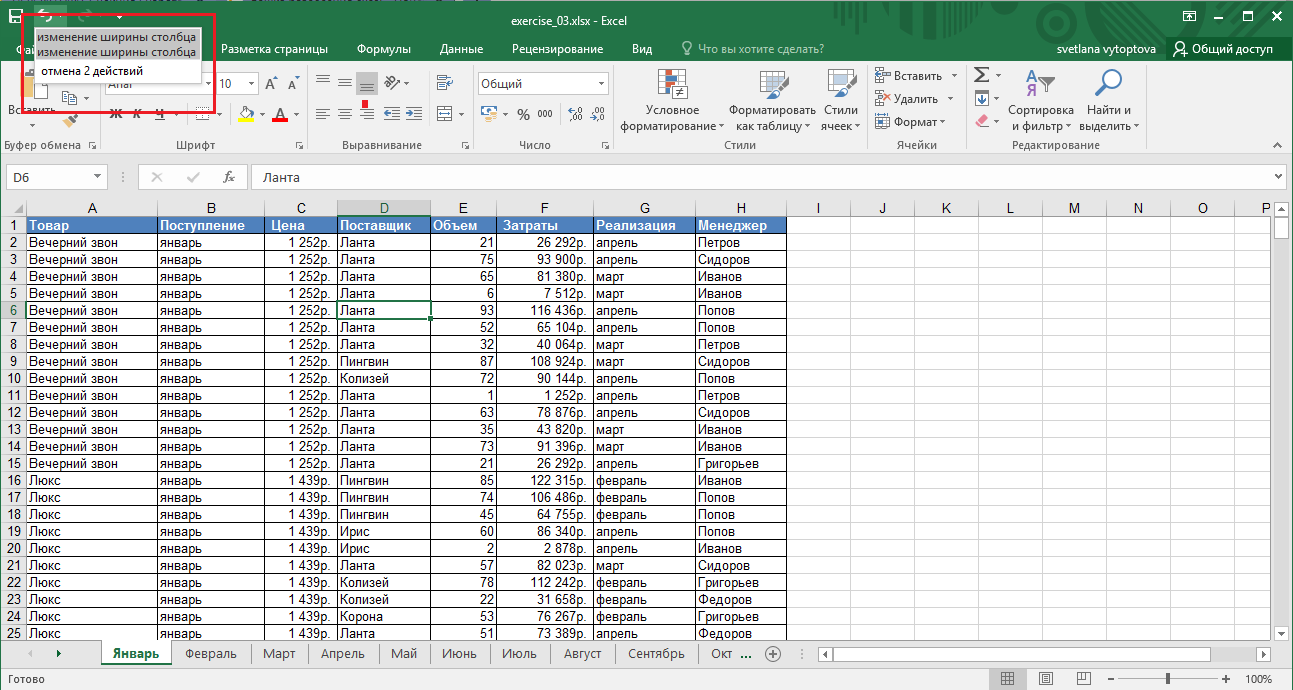 exercise_03.xlsx - Excel
изменение ширины столбца
изменение ширины столбца
отмена 2 действий
Разметка страницы Формулы Данные Рецензирование Вид Что вы хотите сделать? svetlana vytoptova Общий доступ
10 Общий Условное форматирование Форматировать как таблицу Стили ячеек Вставить Удалить Формат Сортировка и фильтр Найти и выделить
Ж К Ч А % 000
Буфер обмена Шрифт Выравнивание Число Стили Ячейки Редактирование
D6 fx Ланта
A B C D E F G H I J K L M N O P
1 Товар Поступление Цена Поставщик Объем Затраты Реализация Менеджер
2 Вечерний звон январь 1 252р. Ланта 21 26 292р. апрель Петров
3 Вечерний звон январь 1 252р. Ланта 75 93 900р. апрель Сидоров
4 Вечерний звон январь 1 252р. Ланта 65 81 380р. март Иванов
5 Вечерний звон январь 1 252р. Ланта 6 7 512р. март Иванов
6 Вечерний звон январь 1 252р. Ланта 93 116 436р. апрель Попов
7 Вечерний звон январь 1 252р. Ланта 52 65 104р. апрель Попов
8 Вечерний звон январь 1 252р. Ланта 32 40 064р. март Петров
9 Вечерний звон январь 1 252р. Пингвин 87 108 924р. март Сидоров
10 Вечерний звон январь 1 252р. Колизей 72 90 144р. апрель Попов
11 Вечерний звон январь 1 252р. Ланта 1 1 252р. апрель Петров
12 Вечерний звон январь 1 252р. Ланта 63 78 876р. апрель Сидоров
13 Вечерний звон январь 1 252р. Ланта 35 43 820р. март Иванов
14 Вечерний звон январь 1 252р. Ланта 73 91 396р. март Иванов
15 Вечерний звон январь 1 252р. Ланта 21 26 292р. апрель Григорьев
16 Люкс январь 1 439р. Пингвин 85 122 315р. февраль Иванов
17 Люкс январь 1 439р. Пингвин 74 106 486р. февраль Попов
18 Люкс январь 1 439р. Пингвин 45 64 755р. февраль Попов
19 Люкс январь 1 439р. Ирис 60 86 340р. апрель Попов
20 Люкс январь 1 439р. Ирис 2 2 878р. апрель Иванов
21 Люкс январь 1 439р. Ланта 57 82 023р. март Сидоров
22 Люкс январь 1 439р. Колизей 78 112 242р. февраль Григорьев
23 Люкс январь 1 439р. Колизей 22 31 658р. февраль Федоров
24 Люкс январь 1 439р. Корона 53 76 267р. февраль Григорьев
25 Люкс январь 1 439р. Ланта 51 73 389р. апрель Федоров
Январь Февраль Март Апрель Май Июнь Июль Август Сентябрь Окт ...
Готово 100%